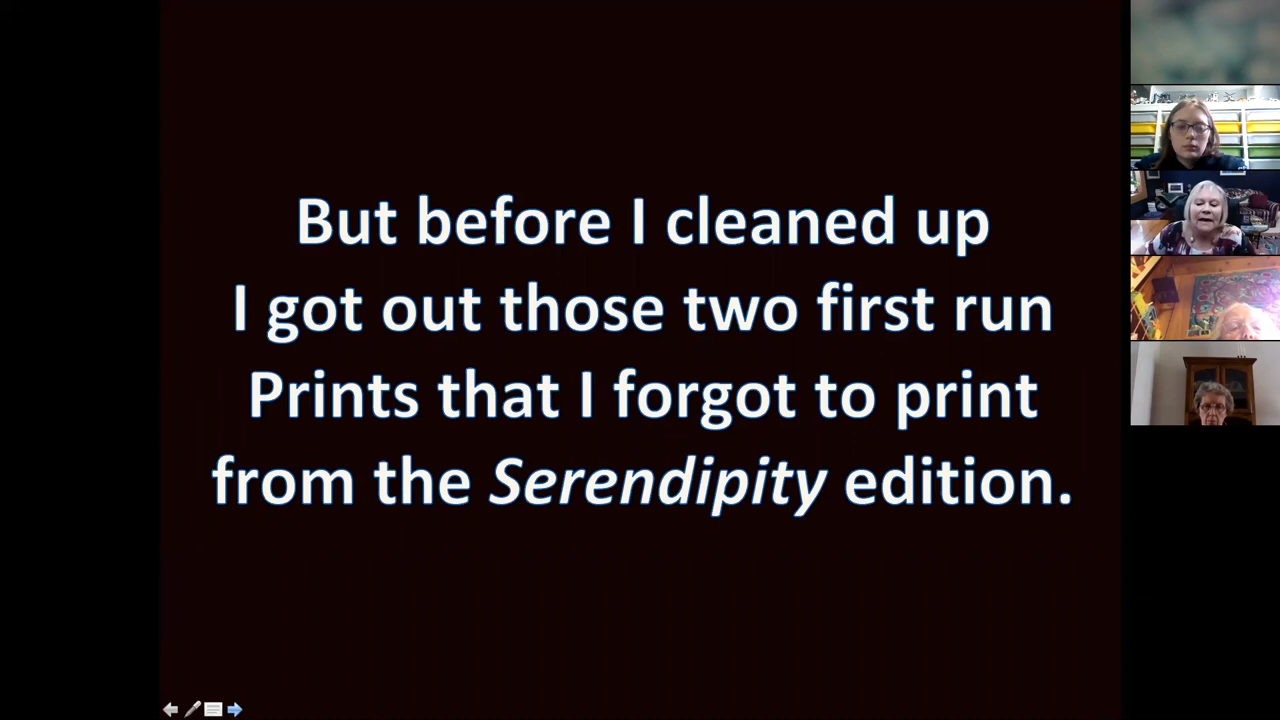 But before I cleaned up
I got out those two first run
Prints that I forgot to print
from the Serendipity edition.